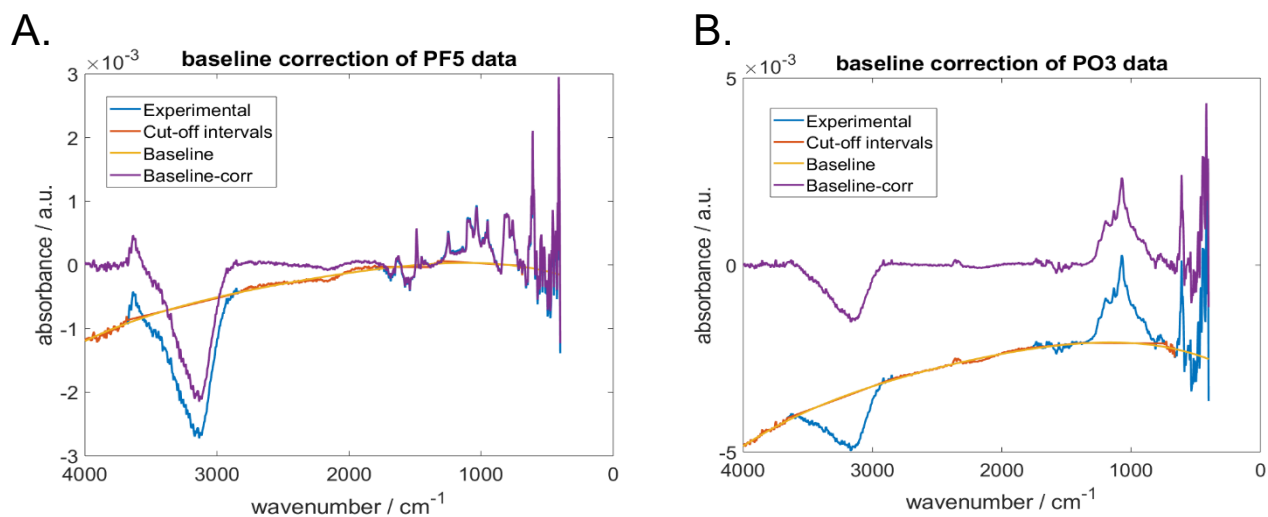 A.
baseline correction of PF5 data
×10⁻³
3
2
1
0
-1
-2
-3
absorbance / a.u.
Experimental
Cut-off intervals
Baseline
Baseline-corr
4000 3000 2000 1000 0
wavenumber / cm⁻¹
B.
baseline correction of PO3 data
×10⁻³
5
0
-5
absorbance / a.u.
Experimental
Cut-off intervals
Baseline
Baseline-corr
4000 3000 2000 1000 0
wavenumber / cm⁻¹